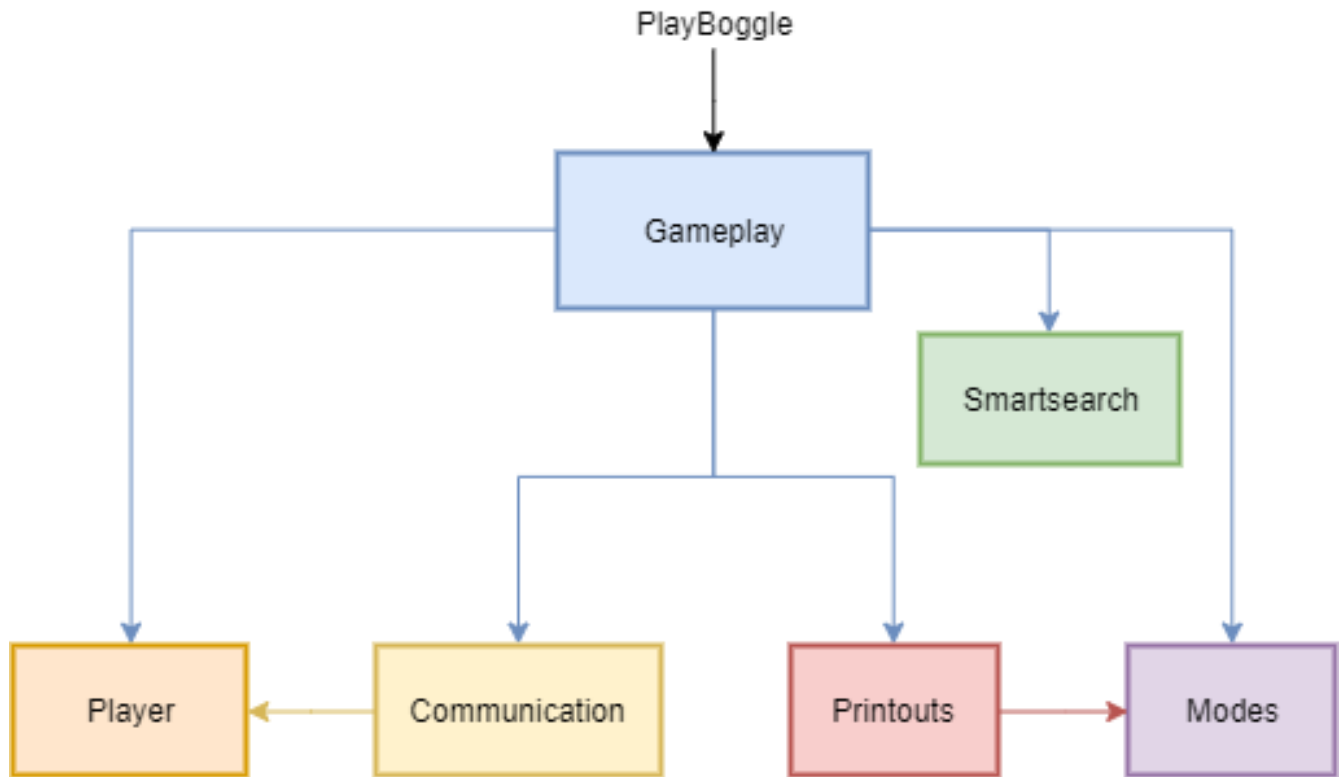 PlayBoggle
Gameplay
Smartsearch
Player
Communication
Printouts
Modes